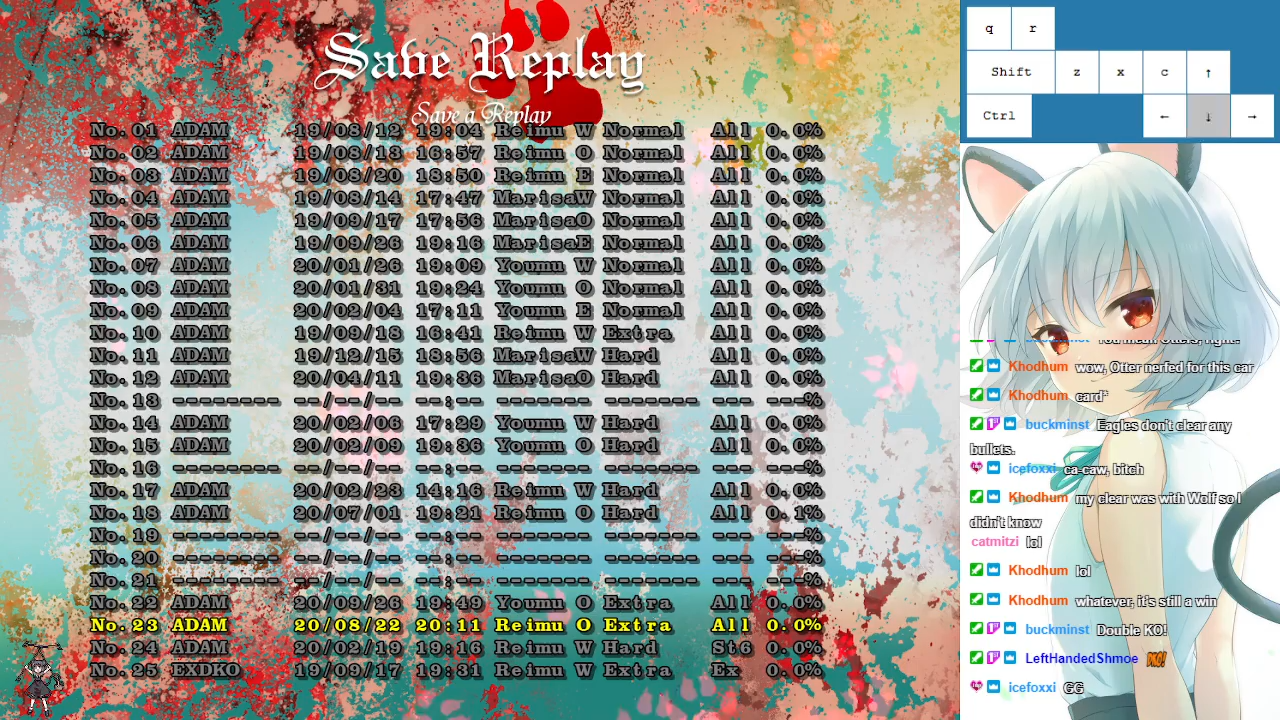 Save Replay
Save a Replay
No. 01 ADAM 19/08/12 19:04 Reimu W Normal All 0.0%
No. 02 ADAM 19/08/13 16:57 Reimu O Normal All 0.0%
No. 03 ADAM 19/08/20 18:50 Reimu E Normal All 0.0%
No. 04 ADAM 19/08/14 17:47 MarisaW Normal All 0.0%
No. 05 ADAM 19/09/17 17:56 MarisaO Normal All 0.0%
No. 06 ADAM 19/09/26 19:16 MarisaE Normal All 0.0%
No. 07 ADAM 20/01/26 19:09 Youmu W Normal All 0.0%
No. 08 ADAM 20/01/31 19:24 Youmu O Normal All 0.0%
No. 09 ADAM 20/02/04 17:11 Youmu E Normal All 0.0%
No. 10 ADAM 19/09/18 16:41 Reimu W Extra All 0.0%
No. 11 ADAM 19/12/15 18:56 MarisaW Hard All 0.0%
No. 12 ADAM 20/04/11 19:36 MarisaO Hard All 0.0%
No. 13 -------- --/--/-- --:-- ------- ------- --- ---%
No. 14 ADAM 20/02/06 17:29 Youmu W Hard All 0.0%
No. 15 ADAM 20/02/09 19:36 Youmu O Hard All 0.0%
No. 16 -------- --/--/-- --:-- ------- ------- --- ---%
No. 17 ADAM 20/02/23 14:16 Reimu W Hard All 0.0%
No. 18 ADAM 20/07/01 19:21 Reimu O Hard All 0.1%
No. 19 -------- --/--/-- --:-- ------- ------- --- ---%
No. 20 -------- --/--/-- --:-- ------- ------- --- ---%
No. 21 -------- --/--/-- --:-- ------- ------- --- ---%
No. 22 ADAM 20/09/26 19:49 Youmu O Extra All 0.0%
No. 23 ADAM 20/08/22 20:11 Reimu O Extra All 0.0%
No. 24 ADAM 20/02/19 19:16 Reimu W Hard St6 0.0%
No. 25 EXDKO 19/09/17 19:31 Reimu W Extra Ex 0.0%
q r
Shift z x c ↑
Ctrl ← ↓ →
Khodhum wow, Otter nerfed for this car
Khodhum card*
buckminst Eagles don't clear any
bullets.
icefoxxi ca-caw, bitch
Khodhum my clear was with Wolf so I
didn't know
catmitzi lol
Khodhum lol
Khodhum whatever, it's still a win
buckminst Double KO!
LeftHandedShmoe
icefoxxi GG